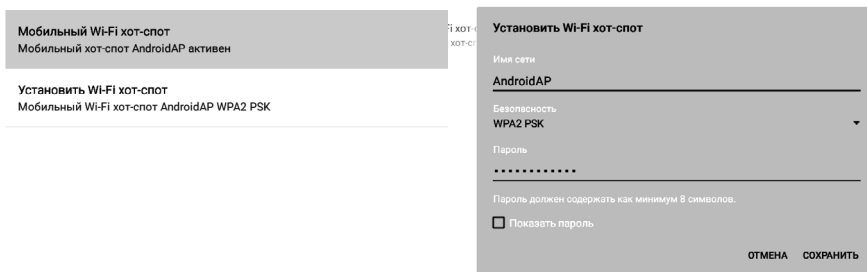 Мобильный Wi-Fi хот-спот
Мобильный хот-спот AndroidAP активен
Установить Wi-Fi хот-спот
Мобильный Wi-Fi хот-спот AndroidAP WPA2 PSK
Установить Wi-Fi хот-спот
Имя сети
AndroidAP
Безопасность
WPA2 PSK
Пароль
Пароль должен содержать как минимум 8 символов.
Показать пароль
ОТМЕНА СОХРАНИТЬ